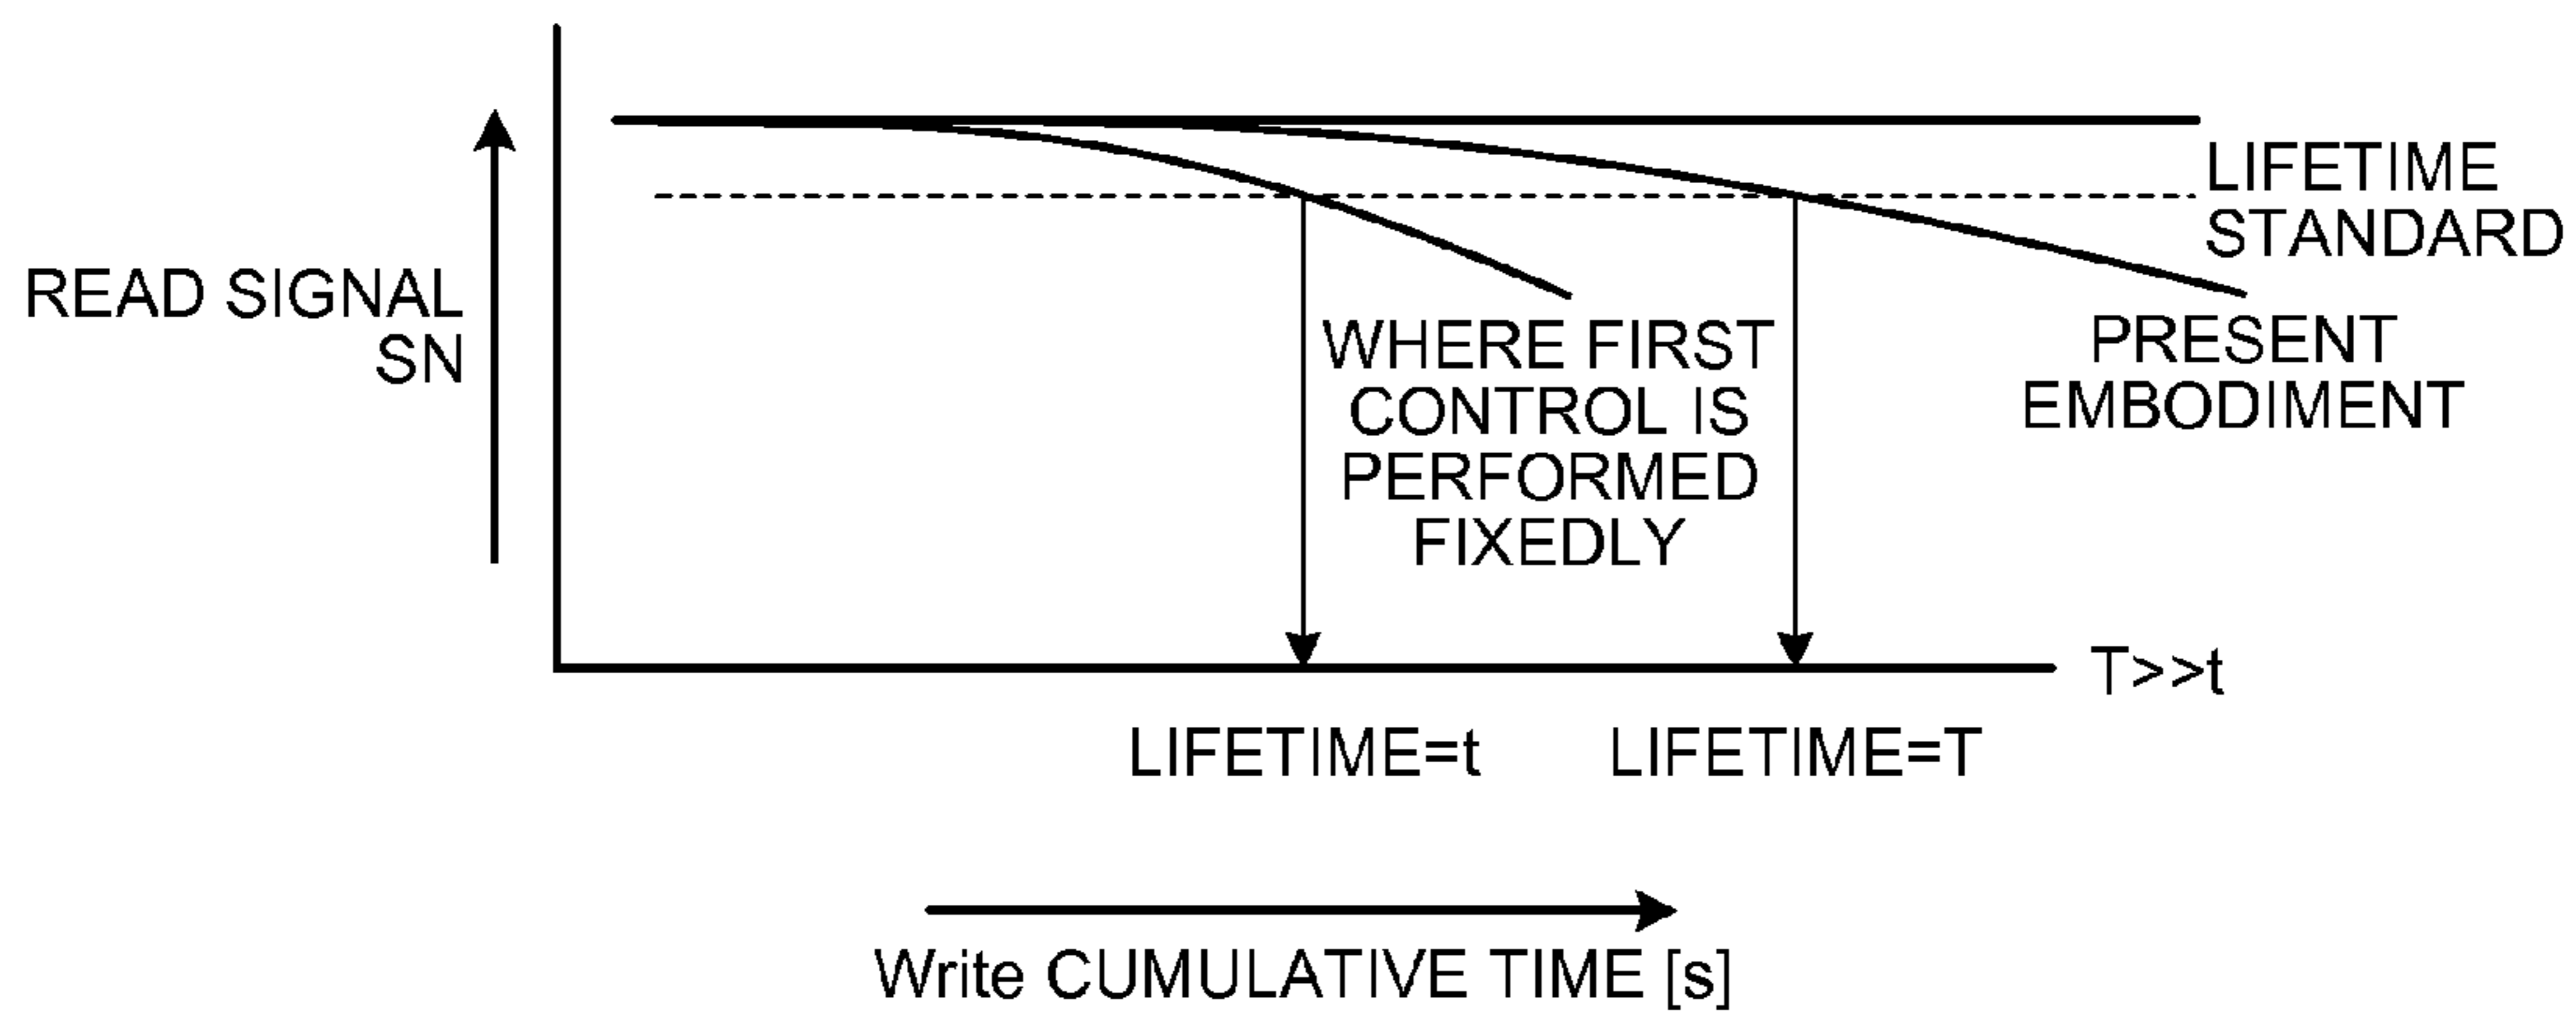 LIFETIME
STANDARD
READ SIGNAL
SN
WHERE FIRST
CONTROL IS
PERFORMED
FIXEDLY
PRESENT
EMBODIMENT
T>>t
LIFETIME=t
LIFETIME=T
Write CUMULATIVE TIME [s]